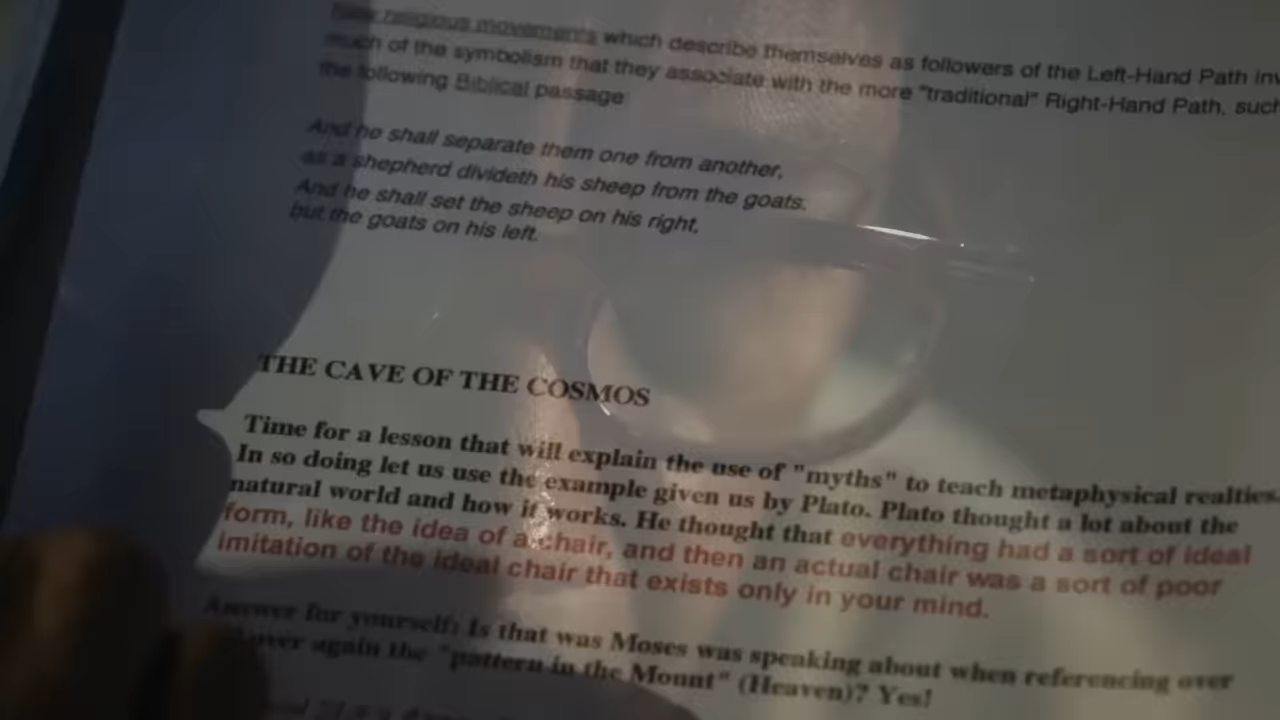 New religious movements which describe themselves as followers of the Left-Hand Path
much of the symbolism that they associate with the more "traditional" Right-Hand Path, such
the following Biblical passage
And he shall separate them one from another,
as a shepherd divideth his sheep from the goats:
And he shall set the sheep on his right,
but the goats on his left.
THE CAVE OF THE COSMOS
Time for a lesson that will explain the use of "myths" to teach metaphysical realties.
In so doing let us use the example given us by Plato. Plato thought a lot about the
natural world and how it works. He thought that everything had a sort of ideal
form, like the idea of a chair, and then an actual chair was a sort of poor
imitation of the ideal chair that exists only in your mind.
Answer for yourself: Is that was Moses was speaking about when referencing over
over again the "pattern in the Mount" (Heaven)? Yes!